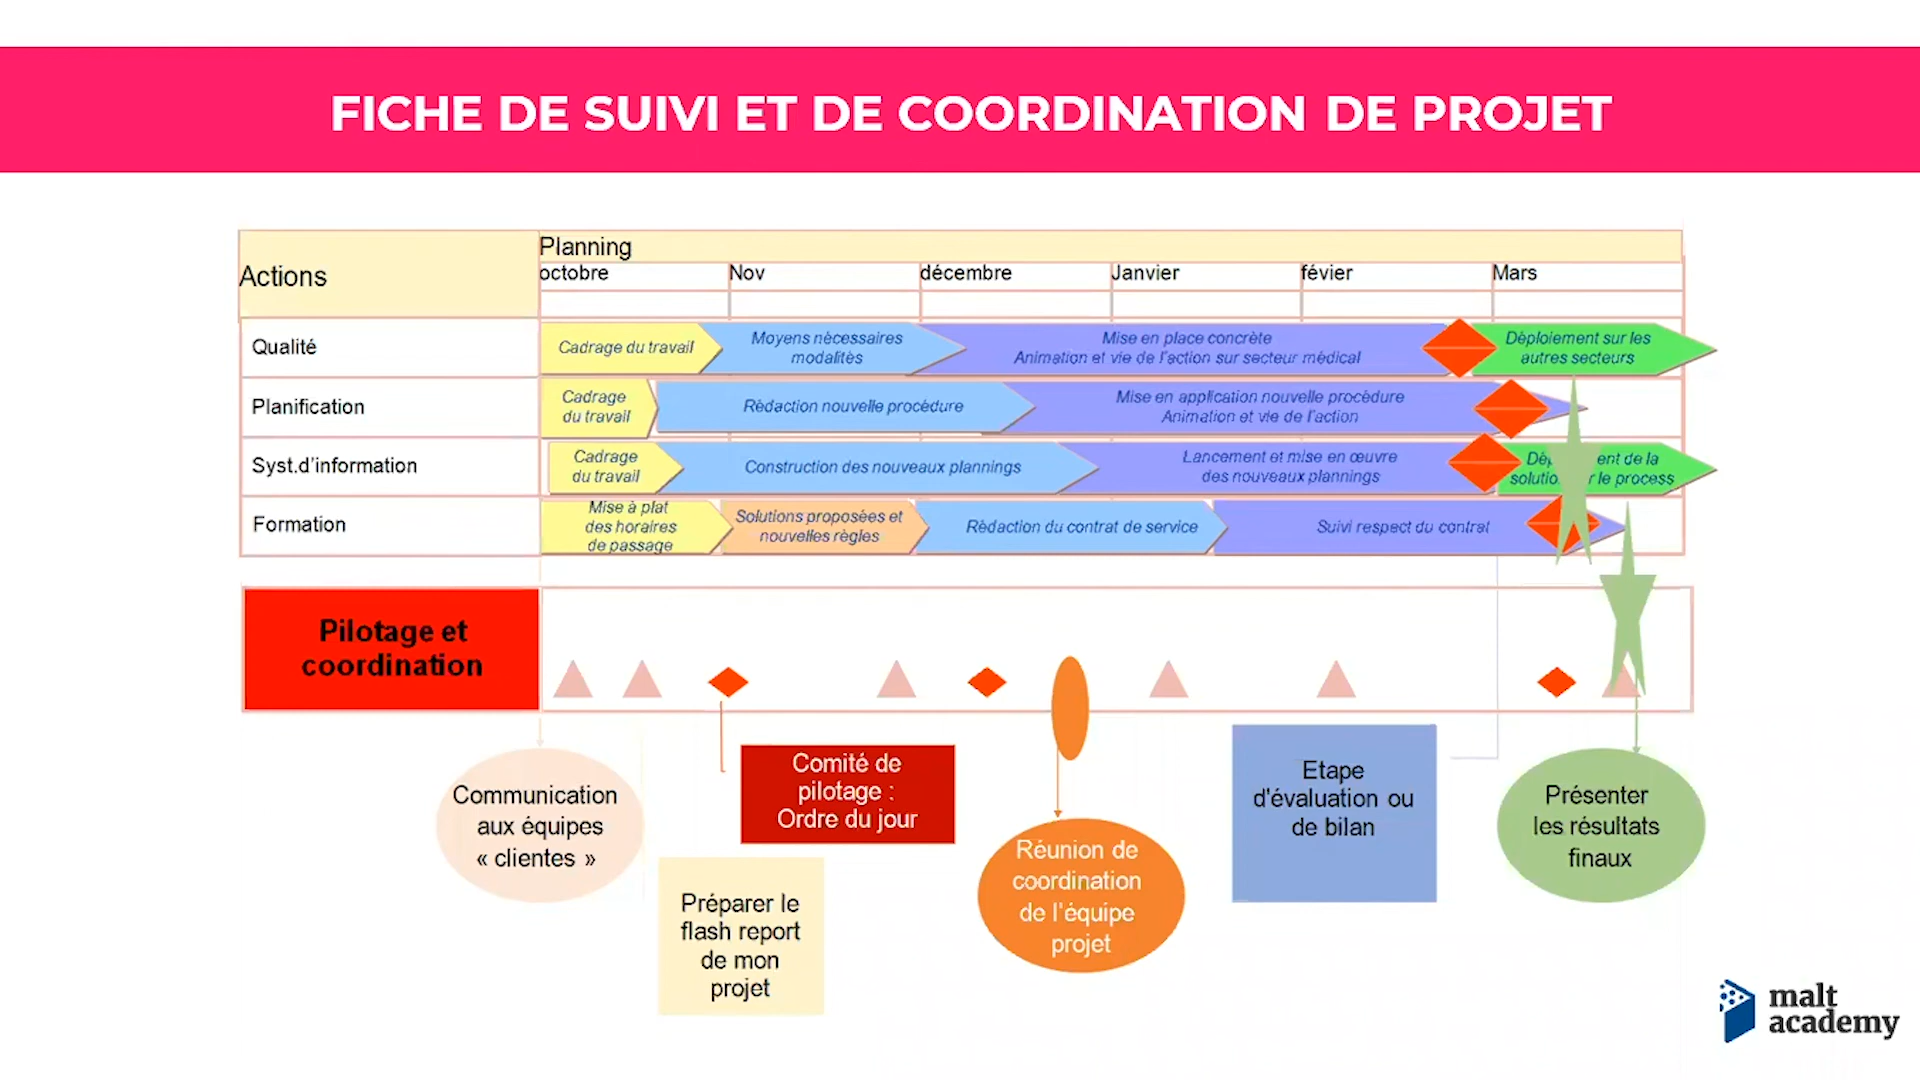 FICHE DE SUIVI ET DE COORDINATION DE PROJET
Actions
Planning
octobre Nov décembre Janvier févier Mars
Qualité
Cadrage du travail
Moyens nécessaires
modalités
Mise en place concrète
Animation et vie de l'action sur secteur médical
Déploiement sur les
autres secteurs
Planification
Cadrage
du travail
Rédaction nouvelle procédure
Mise en application nouvelle procédure
Animation et vie de l'action
Syst.d'information
Cadrage
du travail
Construction des nouveaux plannings
Lancement et mise en œuvre
des nouveaux plannings
de la
le process
Formation
Mise à plat
des horaires
de passage
Solutions proposées et
nouvelles règles
Rédaction du contrat de service
Suivi respect du contrat
Pilotage et
coordination
Communication
aux équipes
« clientes »
Préparer le
flash report
de mon
projet
Comité de
pilotage :
Ordre du jour
Réunion de
coordination
de l'équipe
projet
Etape
d'évaluation ou
de bilan
Présenter
les résultats
finaux
malt
academy